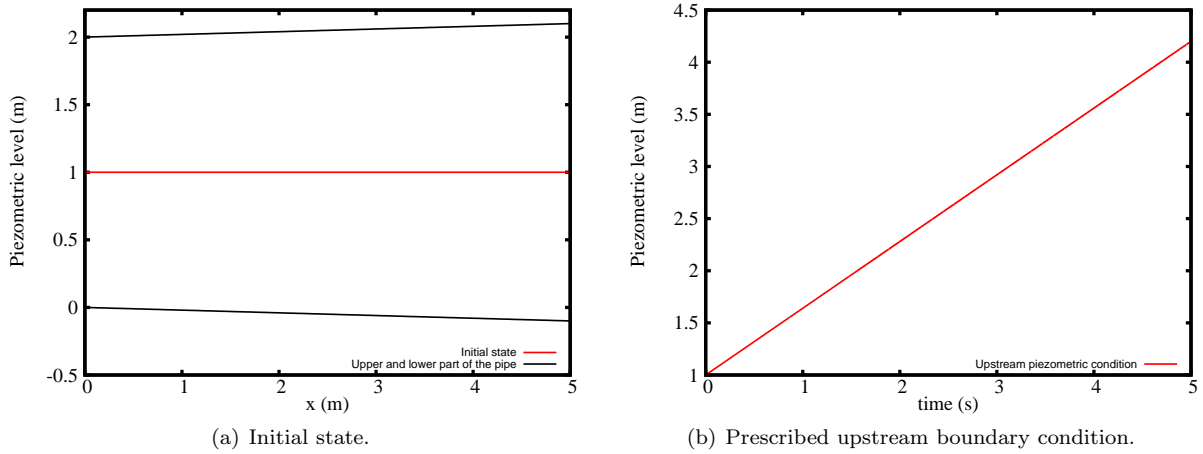 Piezometric level (m)
2
1.5
1
0.5
0
-0.5
0 1 2 3 4 5
x (m)
Initial state
Upper and lower part of the pipe
(a) Initial state.
Piezometric level (m)
4.5
4
3.5
3
2.5
2
1.5
1
0 1 2 3 4 5
time (s)
Upstream piezometric condition
(b) Prescribed upstream boundary condition.